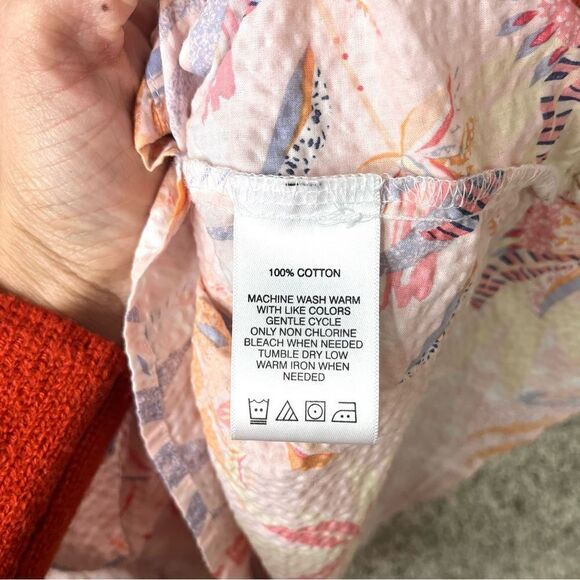 100% COTTON
MACHINE WASH WARM
WITH LIKE COLORS
GENTLE CYCLE
ONLY NON CHLORINE
BLEACH WHEN NEEDED
TUMBLE DRY LOW
WARM IRON WHEN
NEEDED